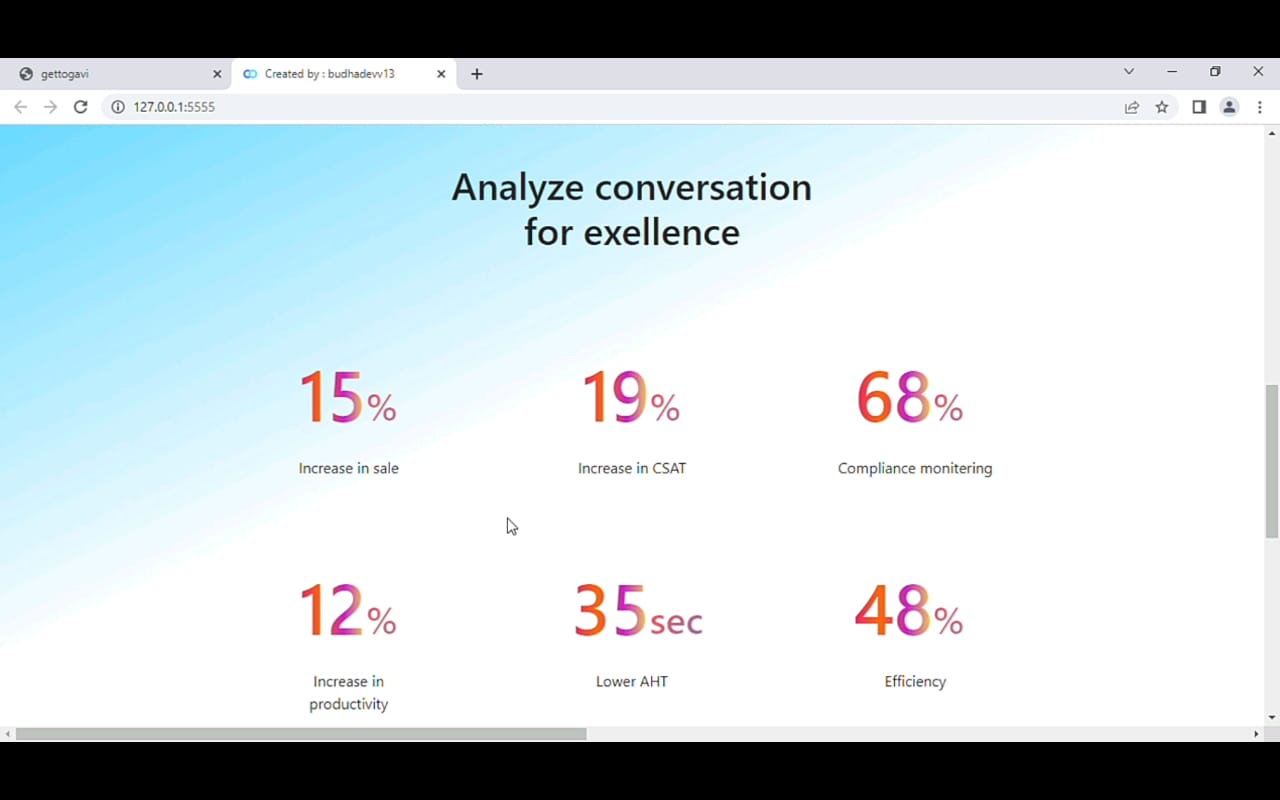 gettogavi
Created by : budhadevv13
127.0.0.1:5555
Analyze conversation
for exellence
15%
19%
68%
Increase in sale
Increase in CSAT
Compliance monitering
12%
35sec
48%
Increase in
productivity
Lower AHT
Efficiency